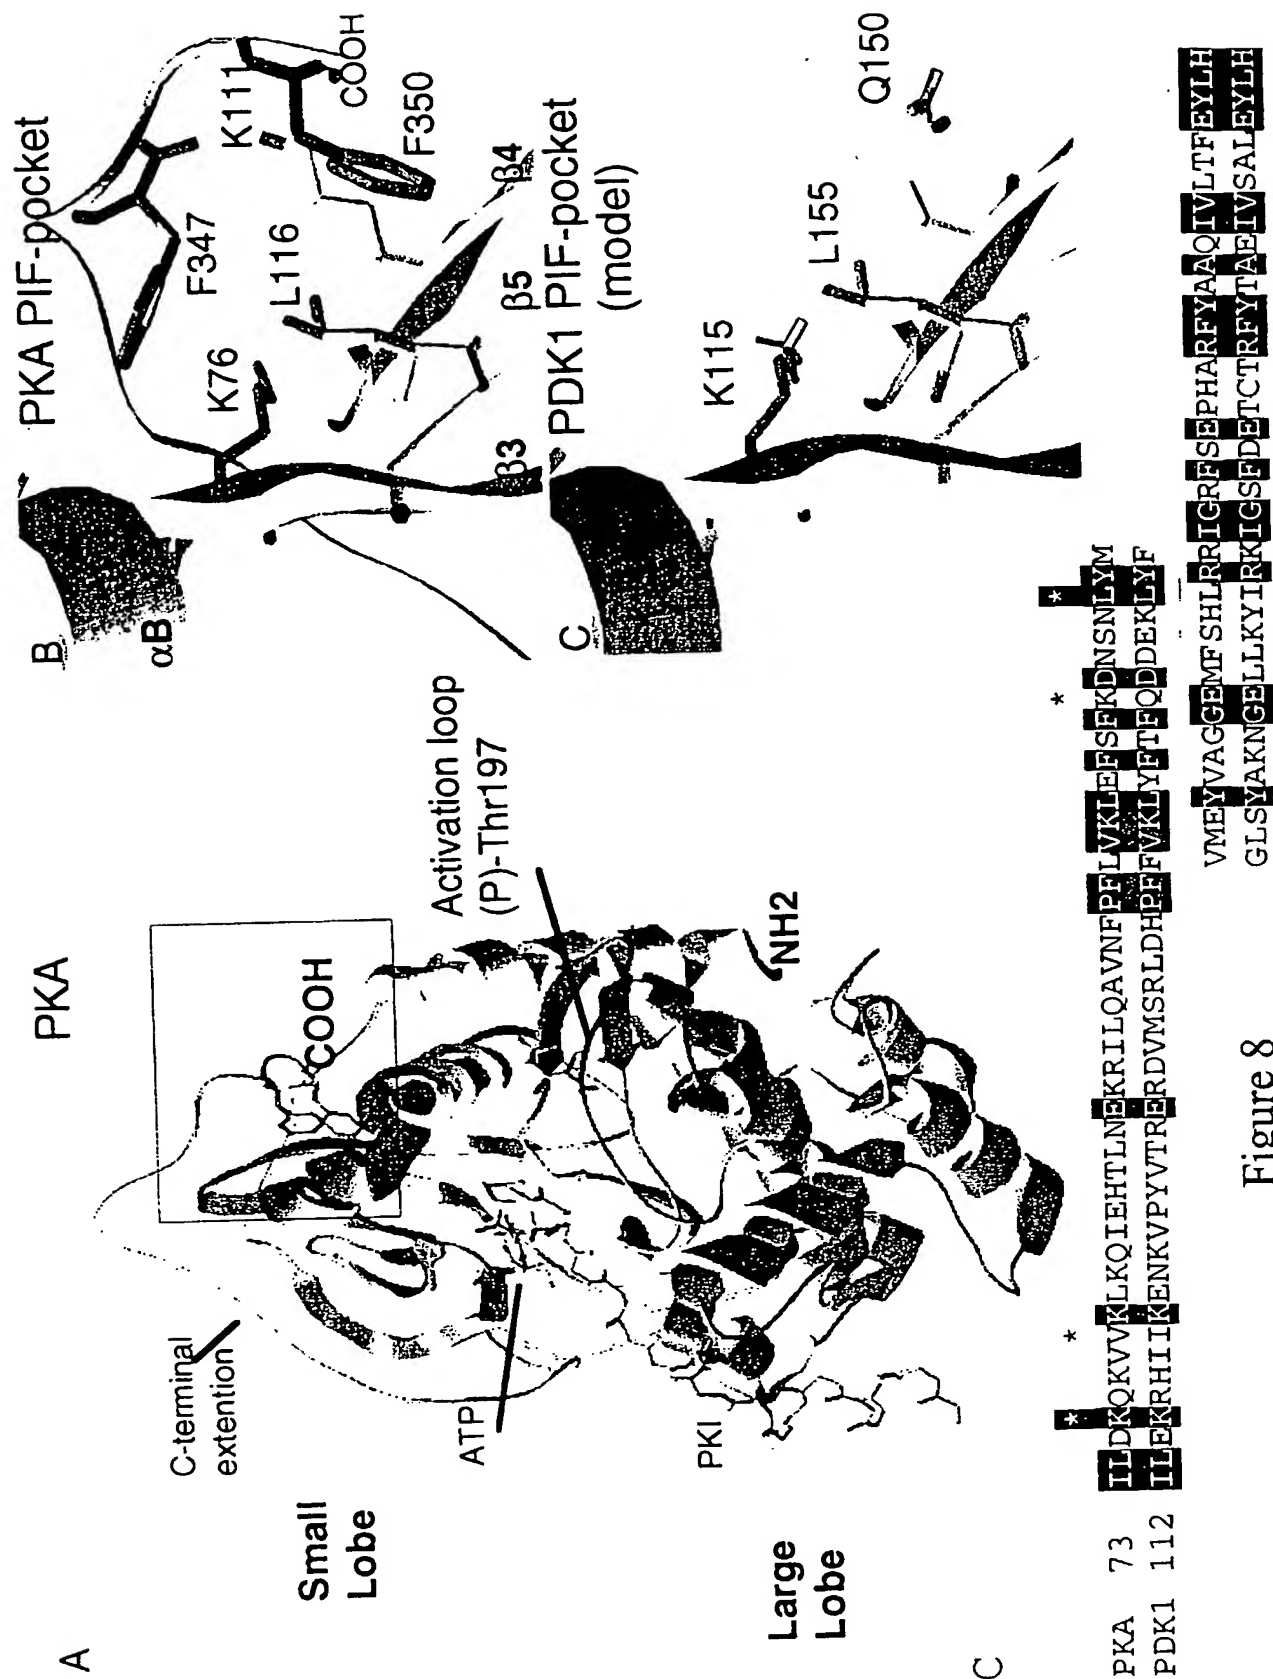 A
PKA
C-terminal
extention
COOH
Small
Lobe
ATP
Activation loop
(P)-Thr197
PKI
NH2
Large
Lobe
B
PKA PIF-pocket
αB
F347
K76
K111
L116
COOH
F350
β3
β5
β4
C
PDK1 PIF-pocket
(model)
K115
L155
Q150
C
* * * *
PKA 73 ILDKQKVVKLKQIEHTLNEKRILQAVNFPFLVKLEFSFKDNSNLYM
PDK1 112 ILEKRHIIKENKVPYVTRERDVMSRLDHPFFVKLYFTFQDDEKLYF
VMEYVAGGEMFSHLRRIGRFSEPHARFYAAQIVLTFEYLH
GLSYAKNGELLKYIRKIGSFDETCTRFYTAEIVSALEYLH
Figure 8